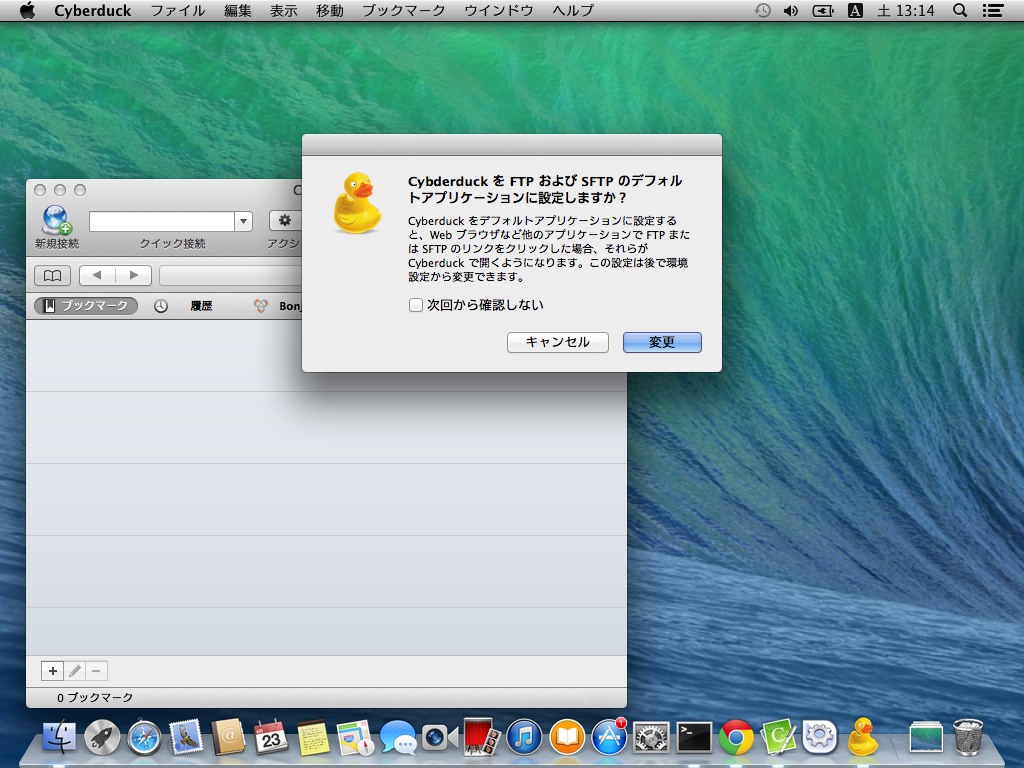 Cyberduck ファイル 編集 表示 移動 ブックマーク ウインドウ ヘルプ A 土 13:14
Cybderduck を FTP および SFTP のデフォル
トアプリケーションに設定しますか？
Cyberduck をデフォルトアプリケーションに設定する
と、Web ブラウザなど他のアプリケーションで FTP また
は SFTP のリンクをクリックした場合、それらが
Cyberduck で開くようになります。この設定は後で環境
設定から変更できます。
次回から確認しない
キャンセル 変更
C
新規接続 クイック接続 アクシ
ブックマーク 履歴 Bonj
0 ブックマーク
23